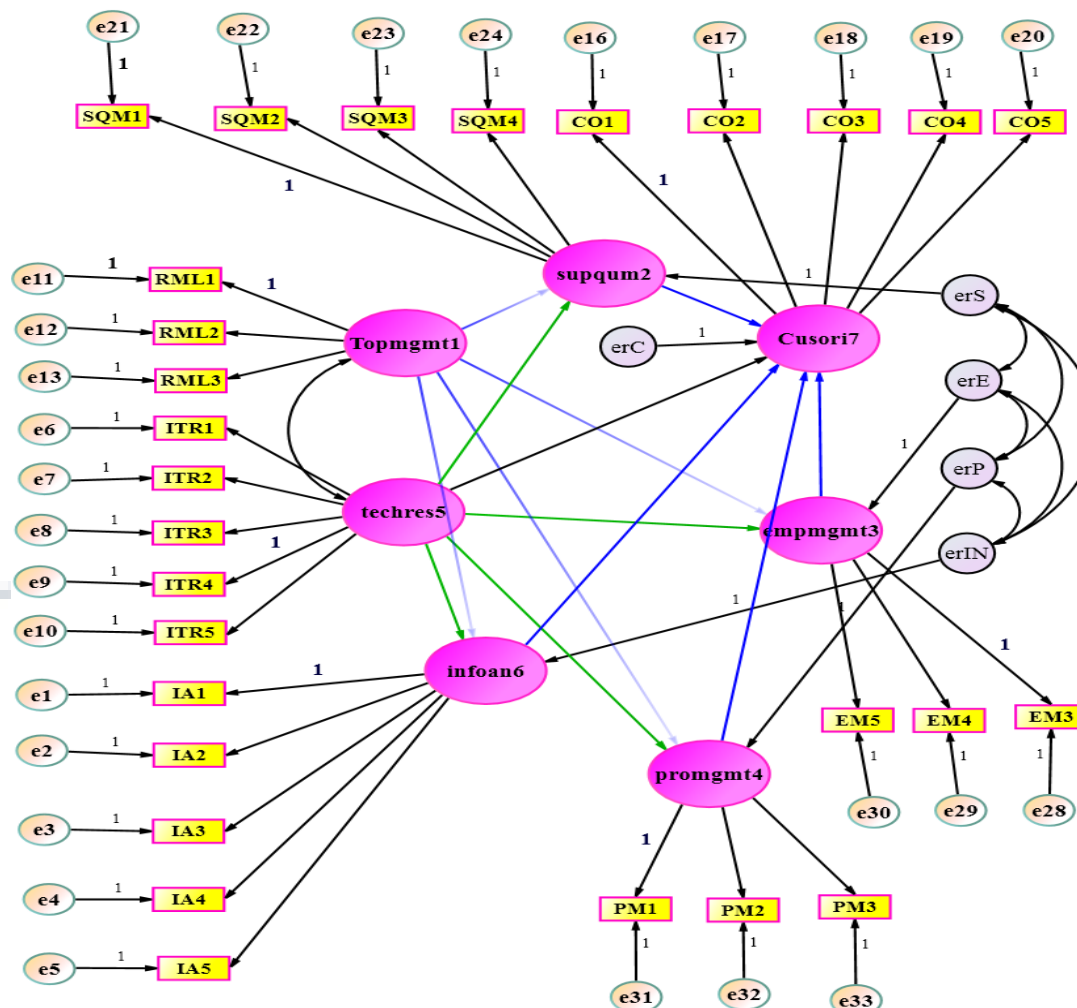 e21
e22
e23
e24
e16
e17
e18
e19
e20
1
1
1
1
1
1
1
1
1
SQM1
SQM2
SQM3
SQM4
CO1
CO2
CO3
CO4
CO5
1
1
supqum2
e11
1
RML1
1
1
erS
e12
1
RML2
Topmgmt1
erC
1
Cusori7
e13
1
RML3
erE
e6
1
ITR1
1
e7
1
ITR2
erP
techres5
e8
1
ITR3
empmgmt3
1
erIN
e9
1
ITR4
e10
1
ITR5
1
1
infoan6
1
e1
1
IA1
1
EM5
EM4
EM3
e2
1
IA2
1
1
1
promgmt4
e30
e29
e28
e3
1
IA3
1
e4
1
IA4
PM1
PM2
PM3
1
1
1
e5
1
IA5
e31
e32
e33